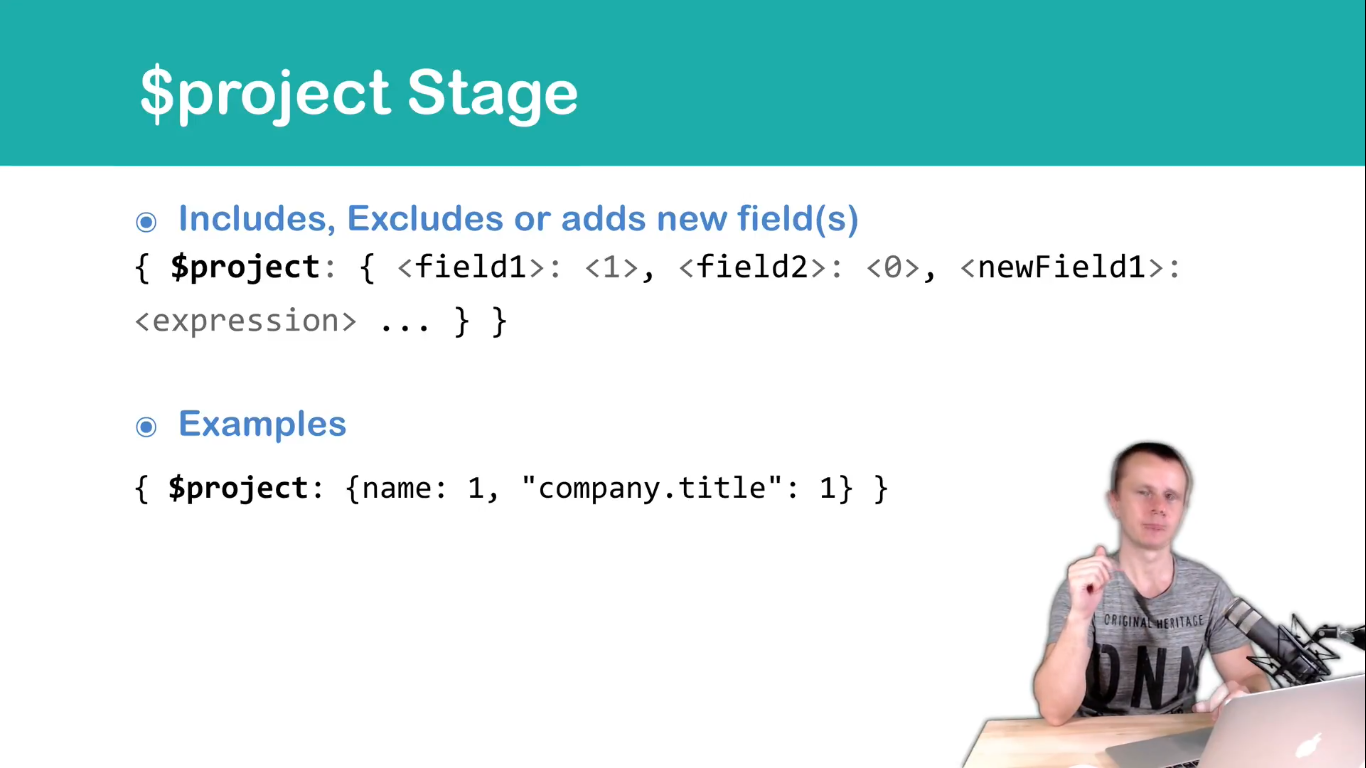 $project Stage
Includes, Excludes or adds new field(s)
{ $project: { <field1>: <1>, <field2>: <0>, <newField1>:
<expression> ... } }
Examples
{ $project: {name: 1, "company.title": 1} }
ORIGINAL HERITAGE